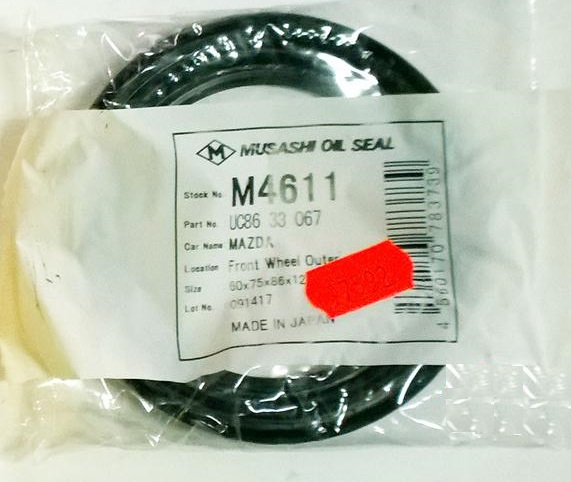 M MUSASHI OIL SEAL
Stock No. M4611
Part No. UC86 33 067
Car Name MAZDA
Location Front Wheel Outer
Size 60x75x86x12
Lot No. 091417
MADE IN JAPAN
4 560170 783739